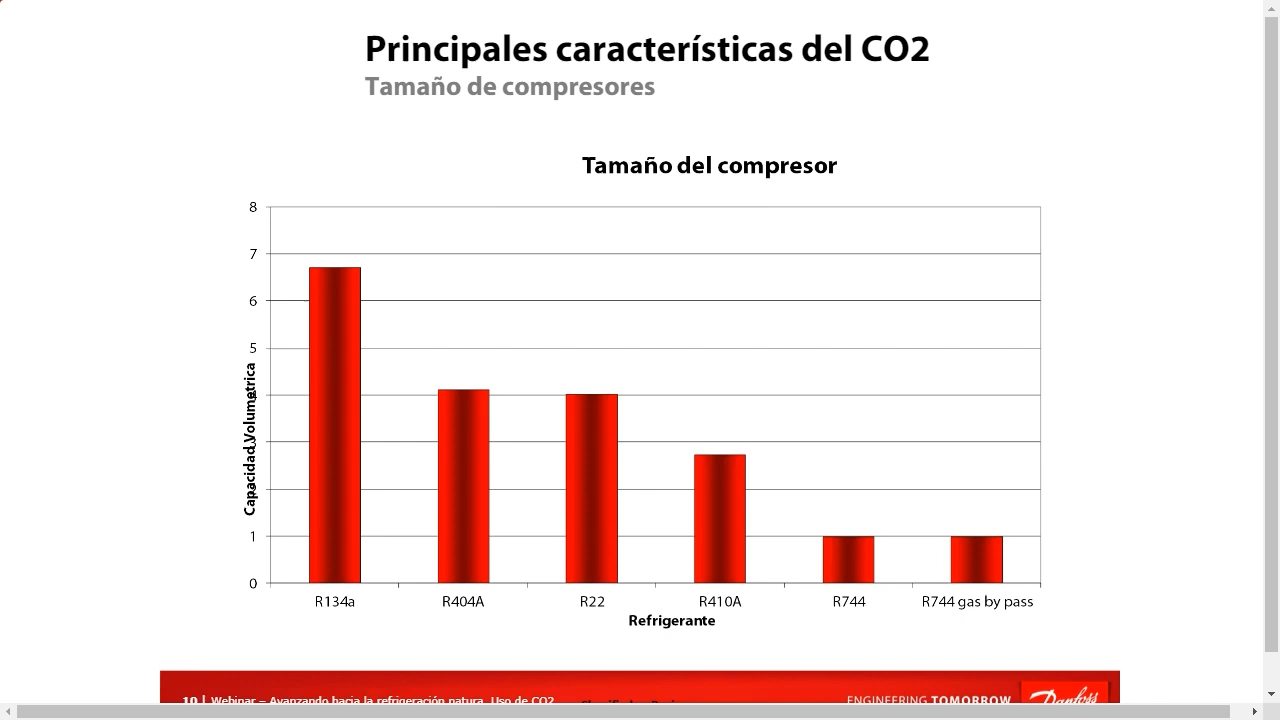 Principales características del CO2
Tamaño de compresores
Tamaño del compresor
8
7
6
5
4
3
2
1
0
Capacidad Volumetrica
R134a R404A R22 R410A R744 R744 gas by pass
Refrigerante
10 | Webinar – Avanzando hacia la refrigeración natura. Uso de CO2
ENGINEERING TOMORROW
Danfoss